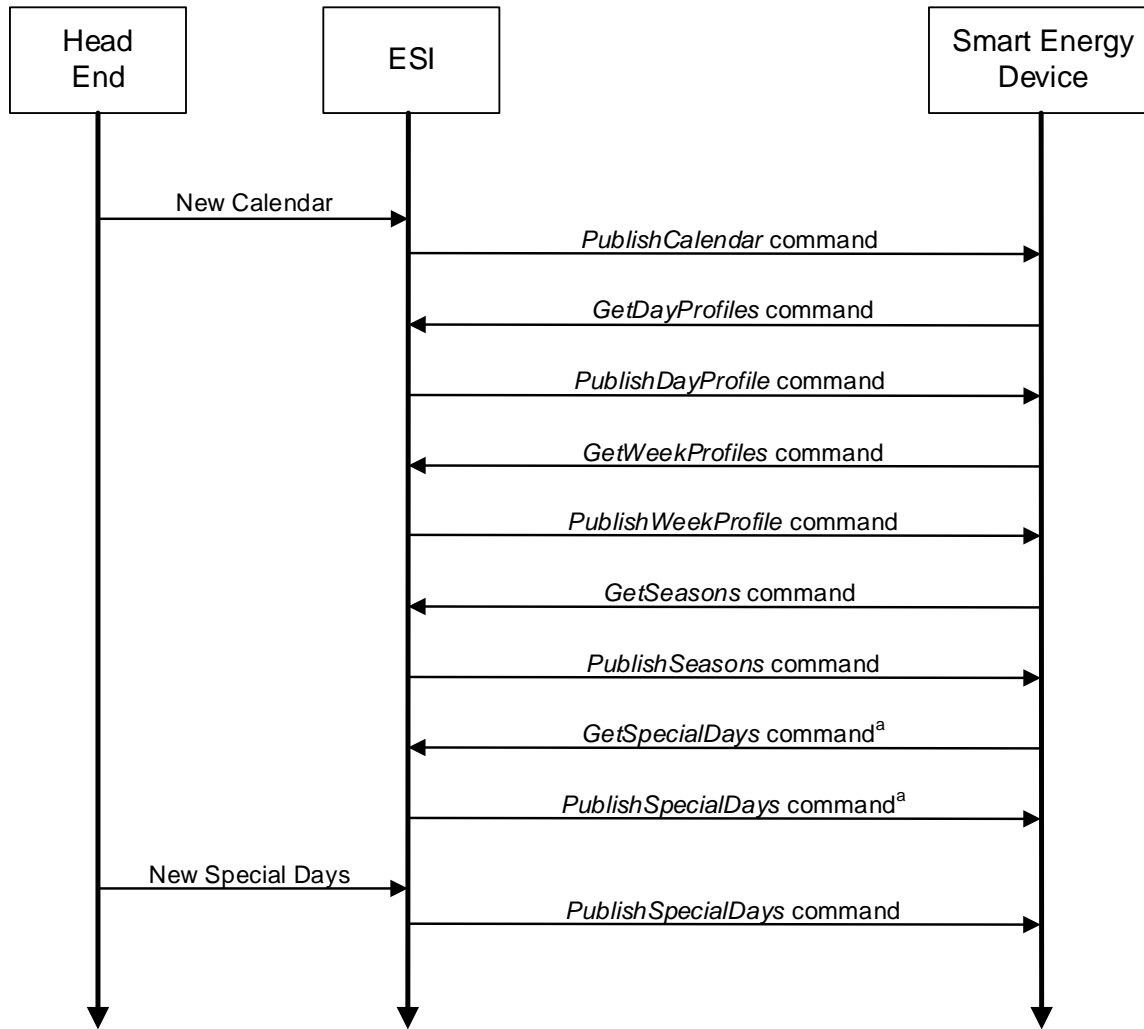 Head
End
ESI
Smart Energy
Device
New Calendar
PublishCalendar command
GetDayProfiles command
PublishDayProfile command
GetWeekProfiles command
PublishWeekProfile command
GetSeasons command
PublishSeasons command
GetSpecialDays commandᵃ
PublishSpecialDays commandᵃ
New Special Days
PublishSpecialDays command